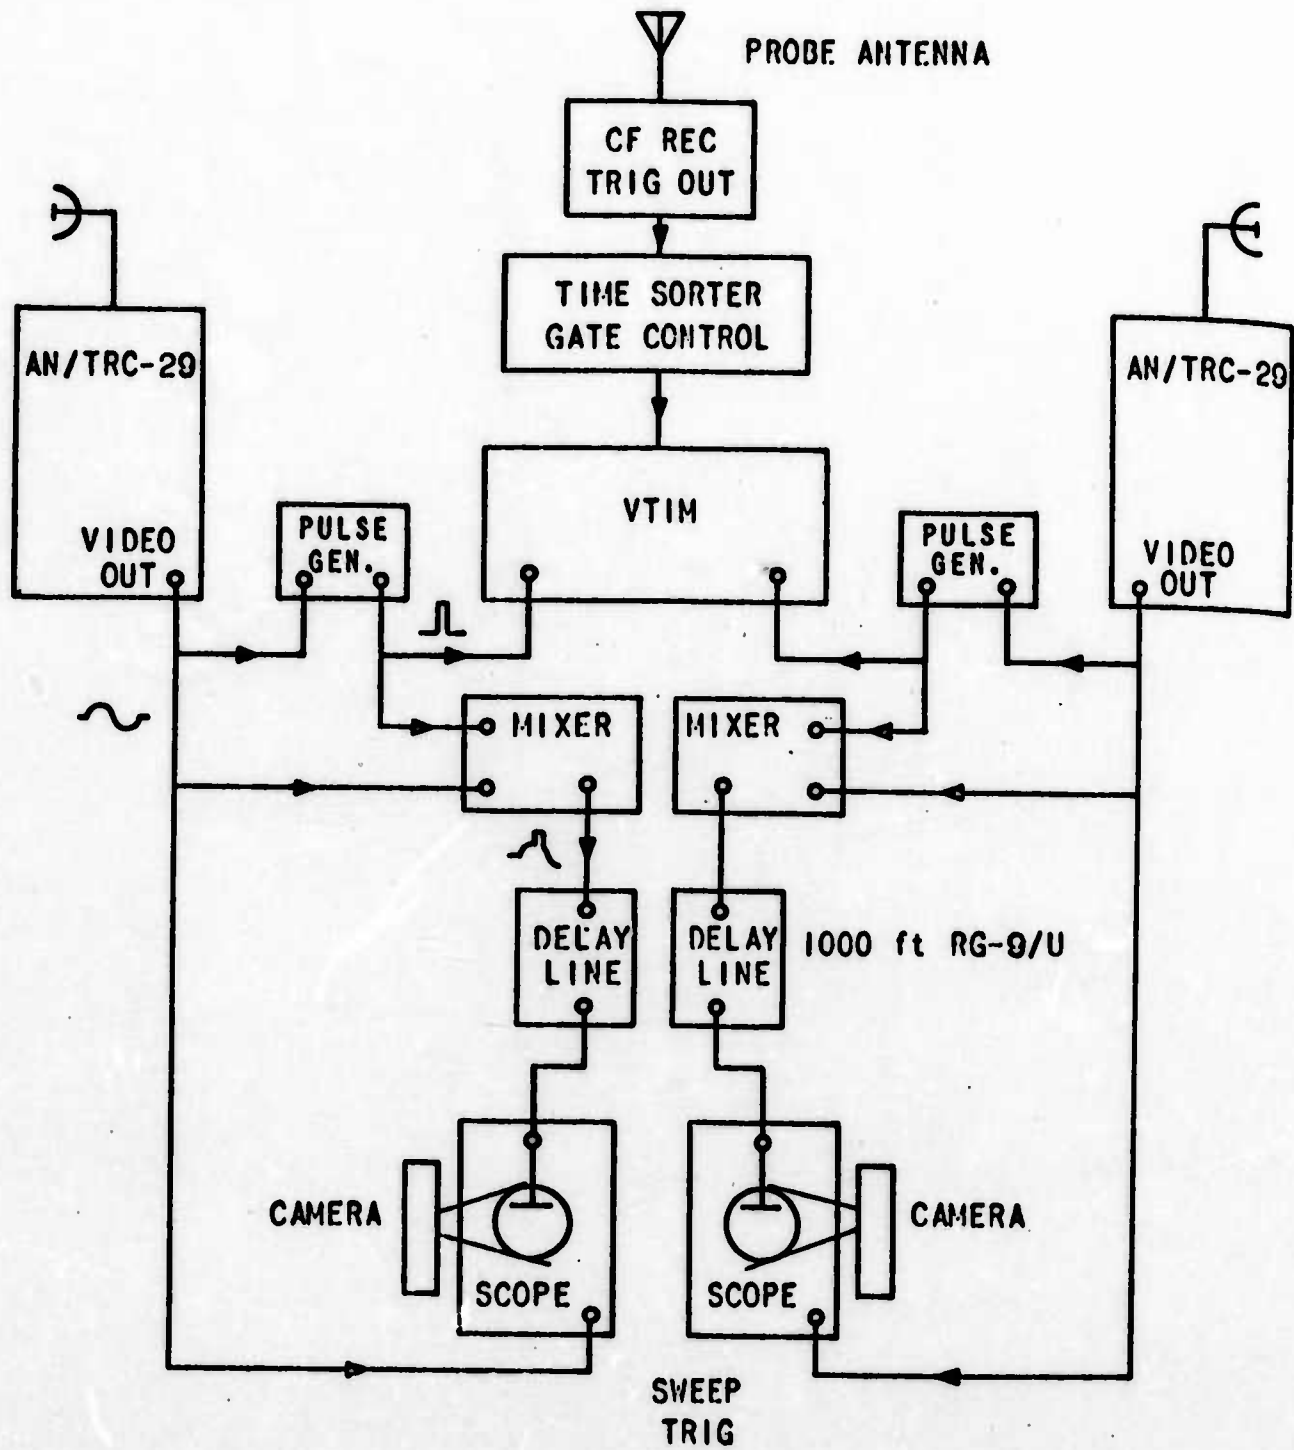 PROBE ANTENNA
CF REC
TRIG OUT
TIME SORTER
GATE CONTROL
AN/TRC-29
AN/TRC-29
VTIM
VIDEO
OUT
PULSE
GEN.
PULSE
GEN.
VIDEO
OUT
MIXER
MIXER
DELAY
LINE
DELAY
LINE
1000 ft RG-9/U
CAMERA
SCOPE
SCOPE
CAMERA
SWEEP
TRIG